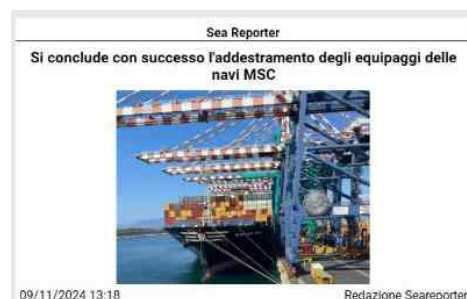 Sea Reporter
Si conclude con successo l'addestramento degli equipaggi delle
navi MSC
09/11/2024 13:18
Redazione Seareporter